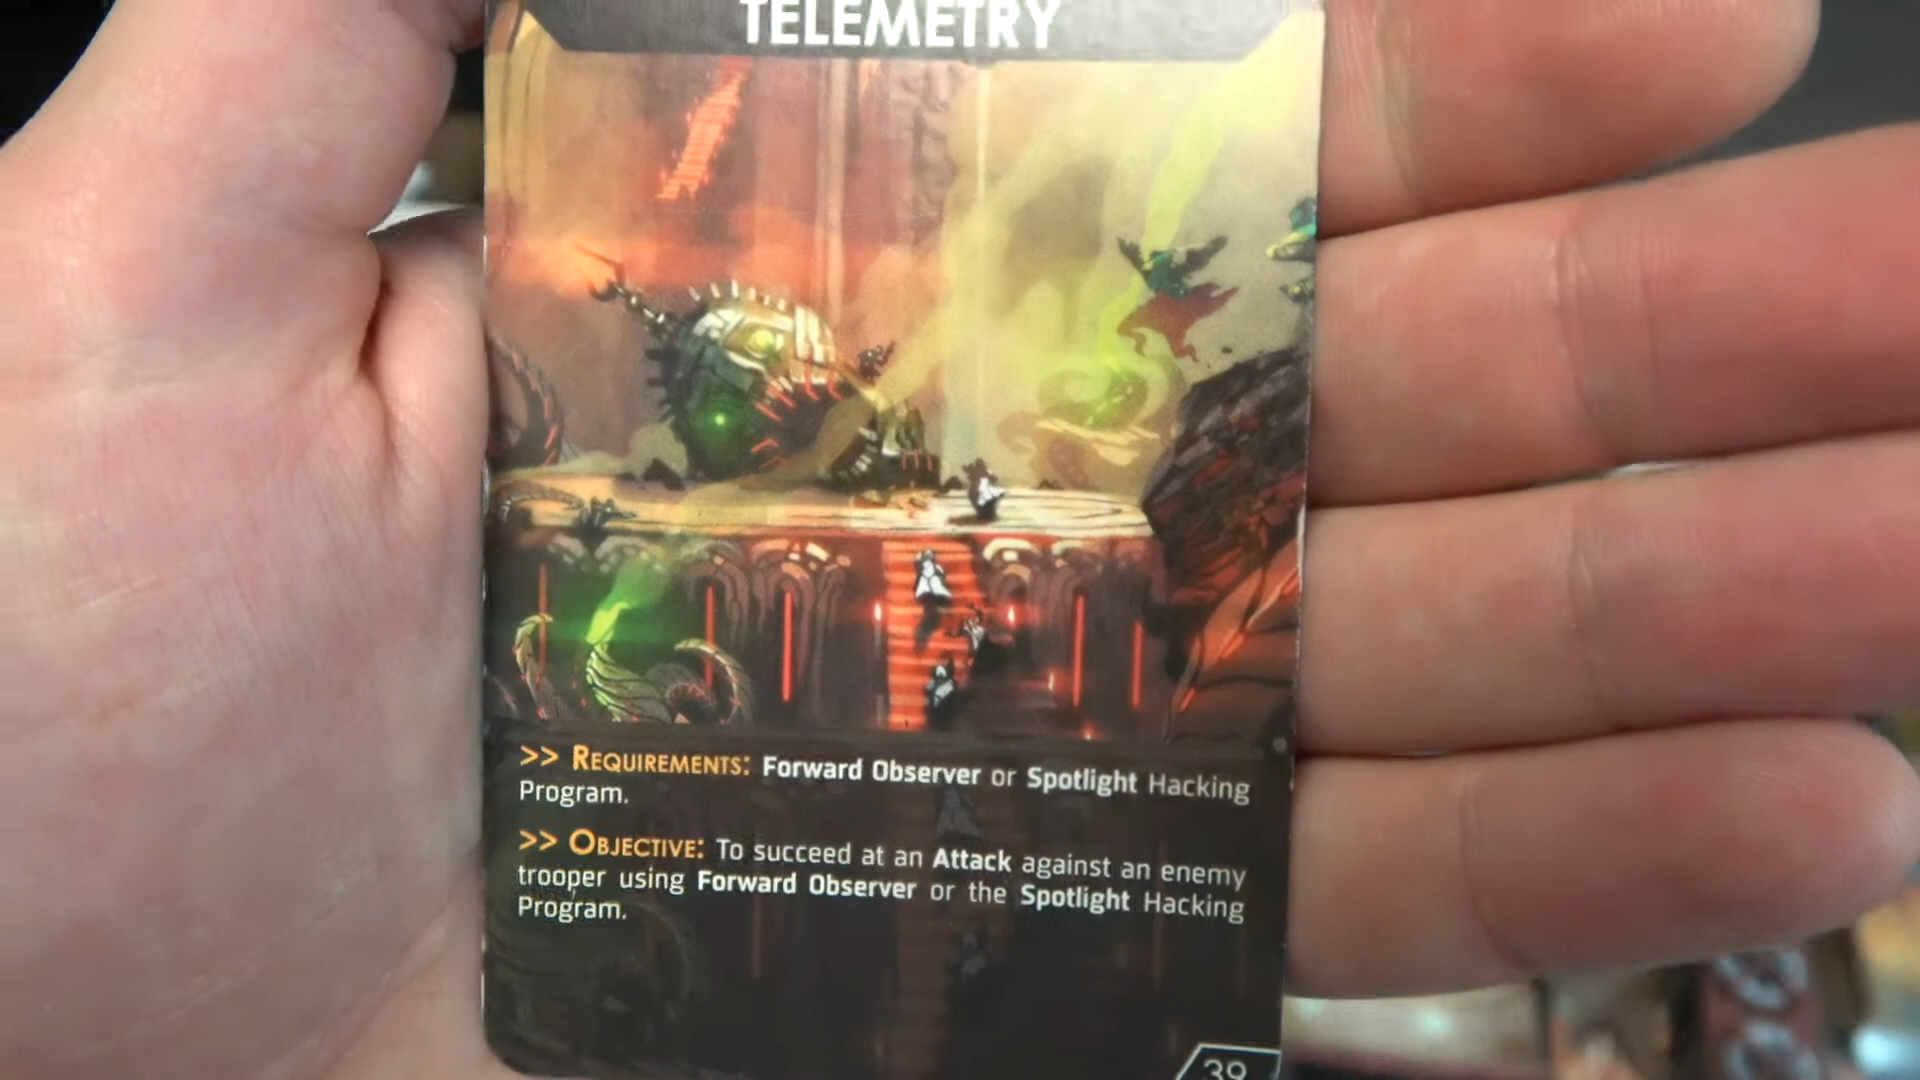 TELEMETRY
>> REQUIREMENTS: Forward Observer or Spotlight Hacking
Program.
>> OBJECTIVE: To succeed at an Attack against an enemy
trooper using Forward Observer or the Spotlight Hacking
Program.
39